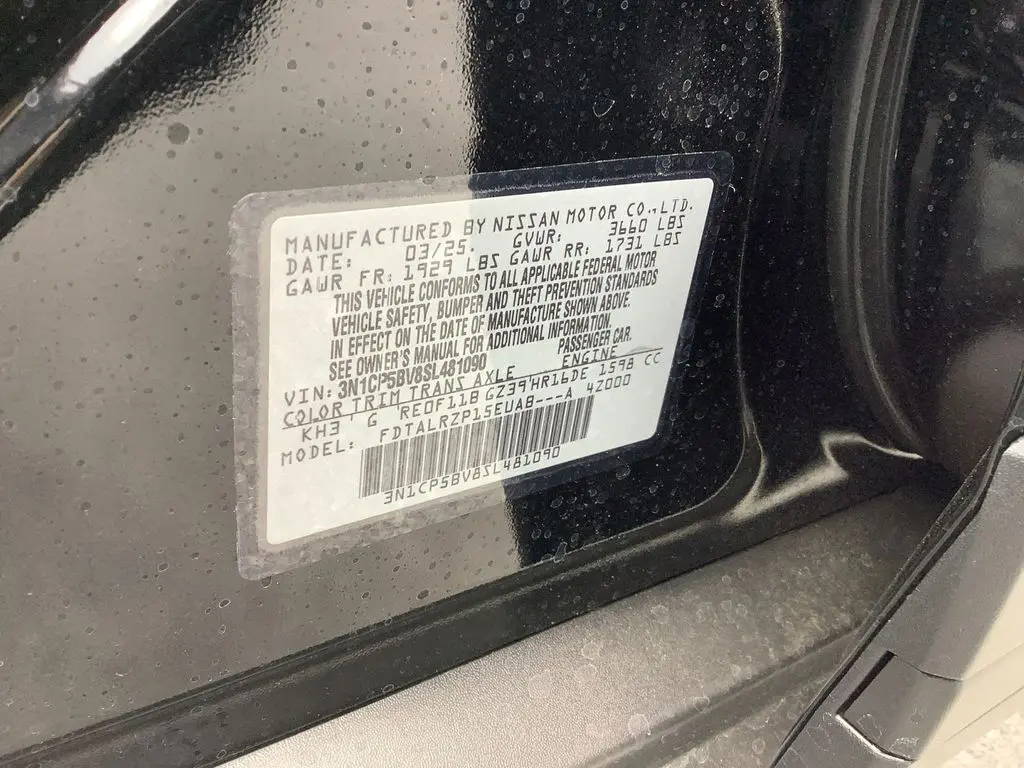 MANUFACTURED BY NISSAN MOTOR CO.,LTD.
DATE: 03/25. GVWR: 3660 LBS
GAWR FR: 1929 LBS GAWR RR: 1731 LBS
THIS VEHICLE CONFORMS TO ALL APPLICABLE FEDERAL MOTOR
VEHICLE SAFETY, BUMPER AND THEFT PREVENTION STANDARDS
IN EFFECT ON THE DATE OF MANUFACTURE SHOWN ABOVE.
SEE OWNER'S MANUAL FOR ADDITIONAL INFORMATION.
VIN: 3N1CP5BV8SL481090 PASSENGER CAR.
COLOR TRIM TRANS AXLE ENGINE
KH3 G RE0F11B GZ39 HR16DE 1598 CC
MODEL: FDTALRZP15EUAB---A 4Z000
3N1CP5BV8SL481090